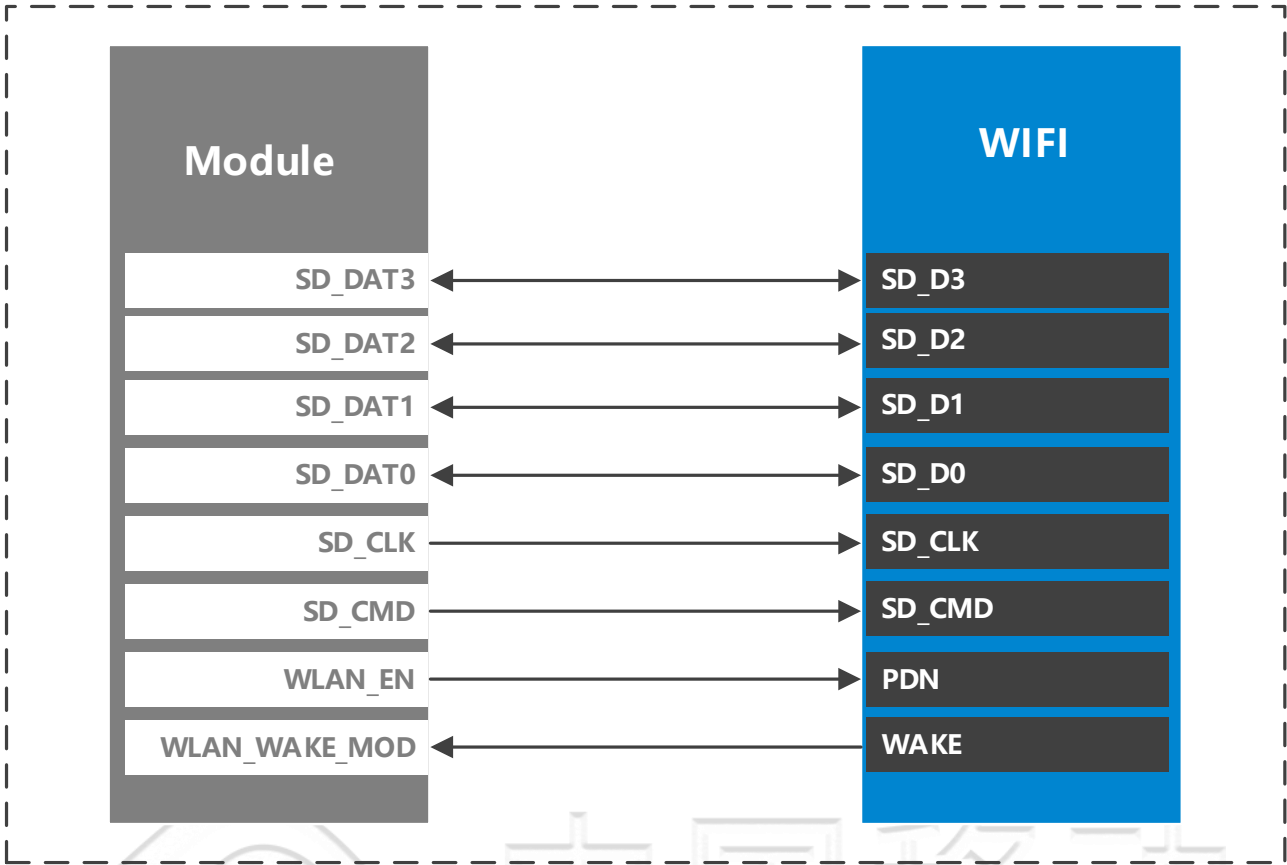 Module
WIFI
SD_DAT3
SD_D3
SD_DAT2
SD_D2
SD_DAT1
SD_D1
SD_DAT0
SD_D0
SD_CLK
SD_CLK
SD_CMD
SD_CMD
WLAN_EN
PDN
WLAN_WAKE_MOD
WAKE